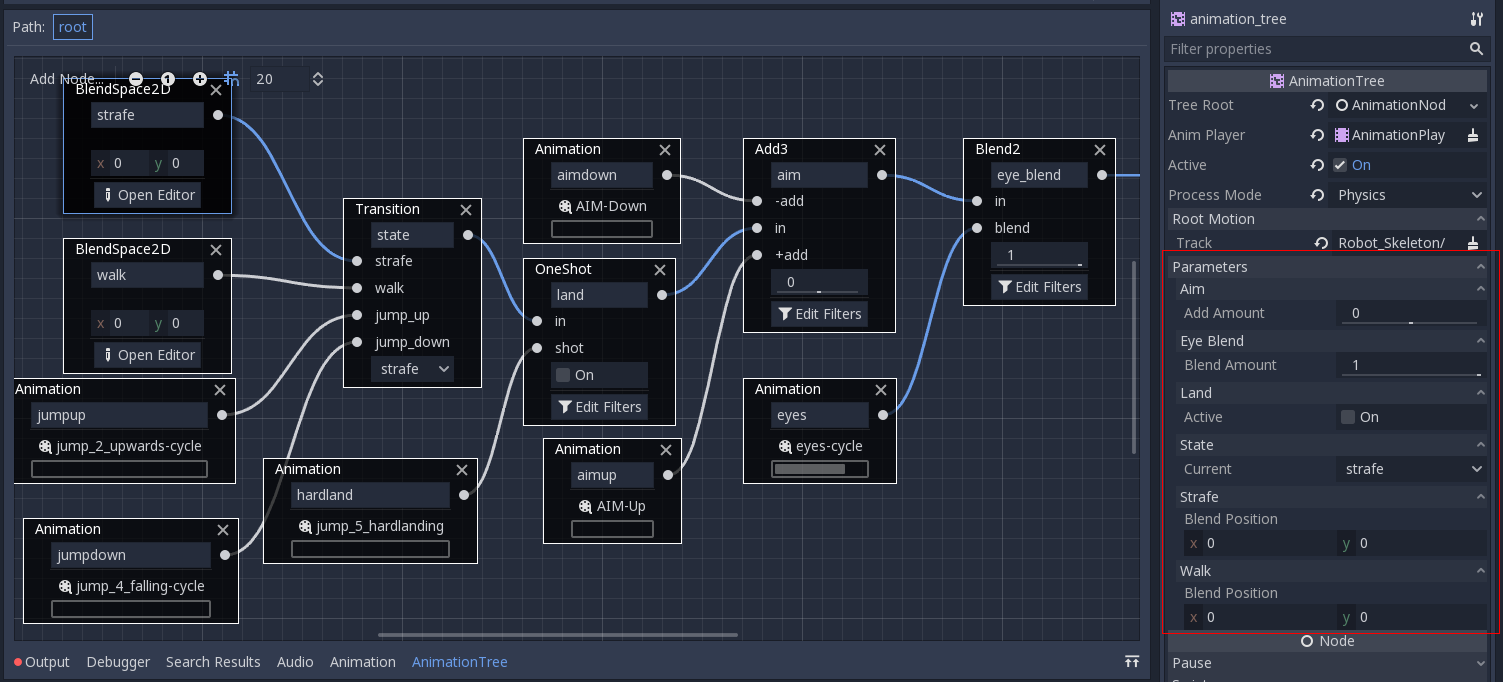 Path: root
Add Node... 1 20
BlendSpace2D
strafe
x 0 y 0
Open Editor
BlendSpace2D
walk
x 0 y 0
Open Editor
Animation
jumpup
jump_2_upwards-cycle
Animation
jumpdown
jump_4_falling-cycle
Transition
state
strafe
walk
jump_up
jump_down
strafe
Animation
hardland
jump_5_hardlanding
Animation
aimdown
AIM-Down
OneShot
land
in
shot
On
Edit Filters
Animation
aimup
AIM-Up
Add3
aim
-add
in
+add
0
Edit Filters
Animation
eyes
eyes-cycle
Blend2
eye_blend
in
blend
1
Edit Filters
Output Debugger Search Results Audio Animation AnimationTree
animation_tree
Filter properties
AnimationTree
Tree Root AnimationNod
Anim Player AnimationPlay
Active On
Process Mode Physics
Root Motion
Track Robot_Skeleton/
Parameters
Aim
Add Amount 0
Eye Blend
Blend Amount 1
Land
Active On
State
Current strafe
Strafe
Blend Position
x 0 y 0
Walk
Blend Position
x 0 y 0
Node
Pause